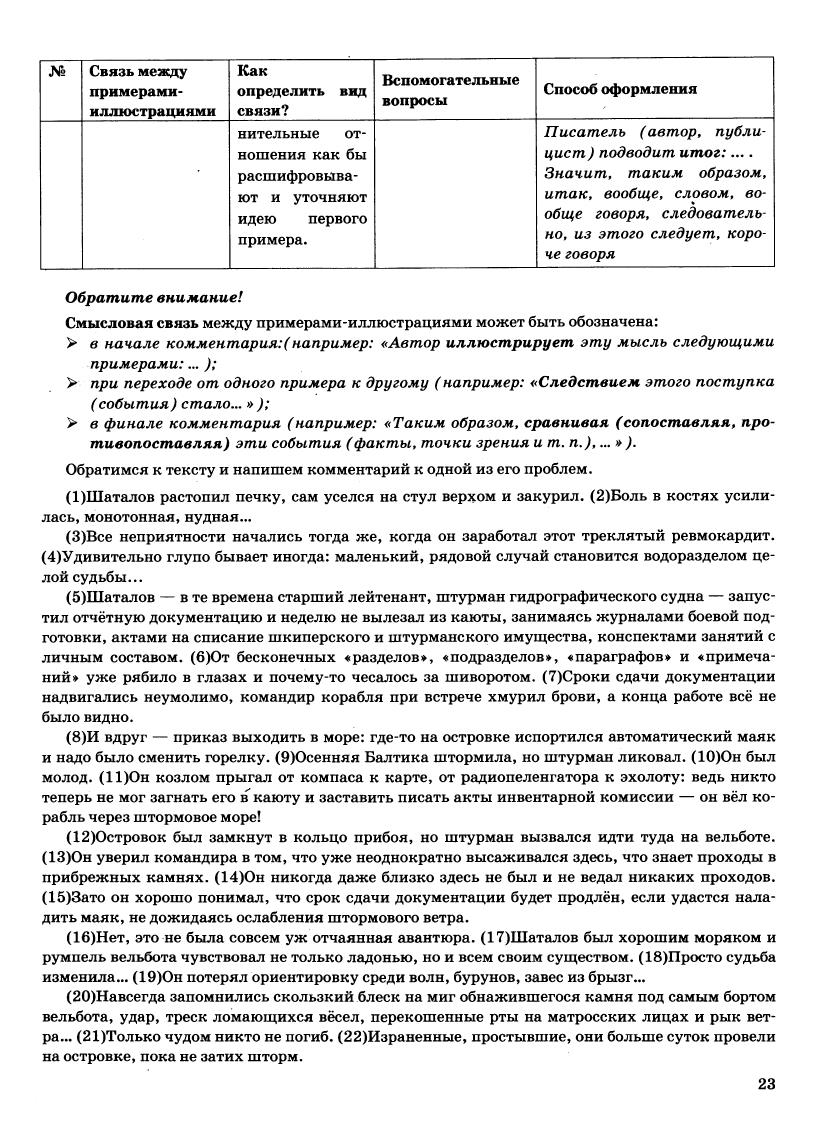 №
Связь между
примерами-
иллюстрациями
Как
определить вид
связи?
Вспомогательные
вопросы
Способ оформления
нительные от-
ношения как бы
расшифровыва-
ют и уточняют
идею первого
примера.
Писатель (автор, публи-
цист) подводит итог: ... .
Значит, таким образом,
итак, вообще, словом, во-
обще говоря, следователь-
но, из этого следует, коро-
че говоря
Обратите внимание!
Смысловая связь между примерами-иллюстрациями может быть обозначена:
➢ в начале комментария:(например: «Автор иллюстрирует эту мысль следующими
примерами: ... );
➢ при переходе от одного примера к другому (например: «Следствием этого поступка
(события) стало... » );
➢ в финале комментария (например: «Таким образом, сравнивая (сопоставляя, про-
тивопоставляя) эти события (факты, точки зрения и т. п.), ... » ).
Обратимся к тексту и напишем комментарий к одной из его проблем.
(1)Шаталов растопил печку, сам уселся на стул верхом и закурил. (2)Боль в костях усили-
лась, монотонная, нудная...
(3)Все неприятности начались тогда же, когда он заработал этот треклятый ревмокардит.
(4)Удивительно глупо бывает иногда: маленький, рядовой случай становится водоразделом це-
лой судьбы...
(5)Шаталов — в те времена старший лейтенант, штурман гидрографического судна — запус-
тил отчётную документацию и неделю не вылезал из каюты, занимаясь журналами боевой под-
готовки, актами на списание шкиперского и штурманского имущества, конспектами занятий с
личным составом. (6)От бесконечных «разделов», «подразделов», «параграфов» и «примеча-
ний» уже рябило в глазах и почему-то чесалось за шиворотом. (7)Сроки сдачи документации
надвигались неумолимо, командир корабля при встрече хмурил брови, а конца работе всё не
было видно.
(8)И вдруг — приказ выходить в море: где-то на островке испортился автоматический маяк
и надо было сменить горелку. (9)Осенняя Балтика штормила, но штурман ликовал. (10)Он был
молод. (11)Он козлом прыгал от компаса к карте, от радиопеленгатора к эхолоту: ведь никто
теперь не мог загнать его в каюту и заставить писать акты инвентарной комиссии — он вёл ко-
рабль через штормовое море!
(12)Островок был замкнут в кольцо прибоя, но штурман вызвался идти туда на вельботе.
(13)Он уверил командира в том, что уже неоднократно высаживался здесь, что знает проходы в
прибрежных камнях. (14)Он никогда даже близко здесь не был и не ведал никаких проходов.
(15)Зато он хорошо понимал, что срок сдачи документации будет продлён, если удастся нала-
дить маяк, не дожидаясь ослабления штормового ветра.
(16)Нет, это не была совсем уж отчаянная авантюра. (17)Шаталов был хорошим моряком и
румпель вельбота чувствовал не только ладонью, но и всем своим существом. (18)Просто судьба
изменила... (19)Он потерял ориентировку среди волн, бурунов, завес из брызг...
(20)Навсегда запомнились скользкий блеск на миг обнажившегося камня под самым бортом
вельбота, удар, треск ломающихся вёсел, перекошенные рты на матросских лицах и рык вет-
ра... (21)Только чудом никто не погиб. (22)Израненные, простывшие, они больше суток провели
на островке, пока не затих шторм.
23